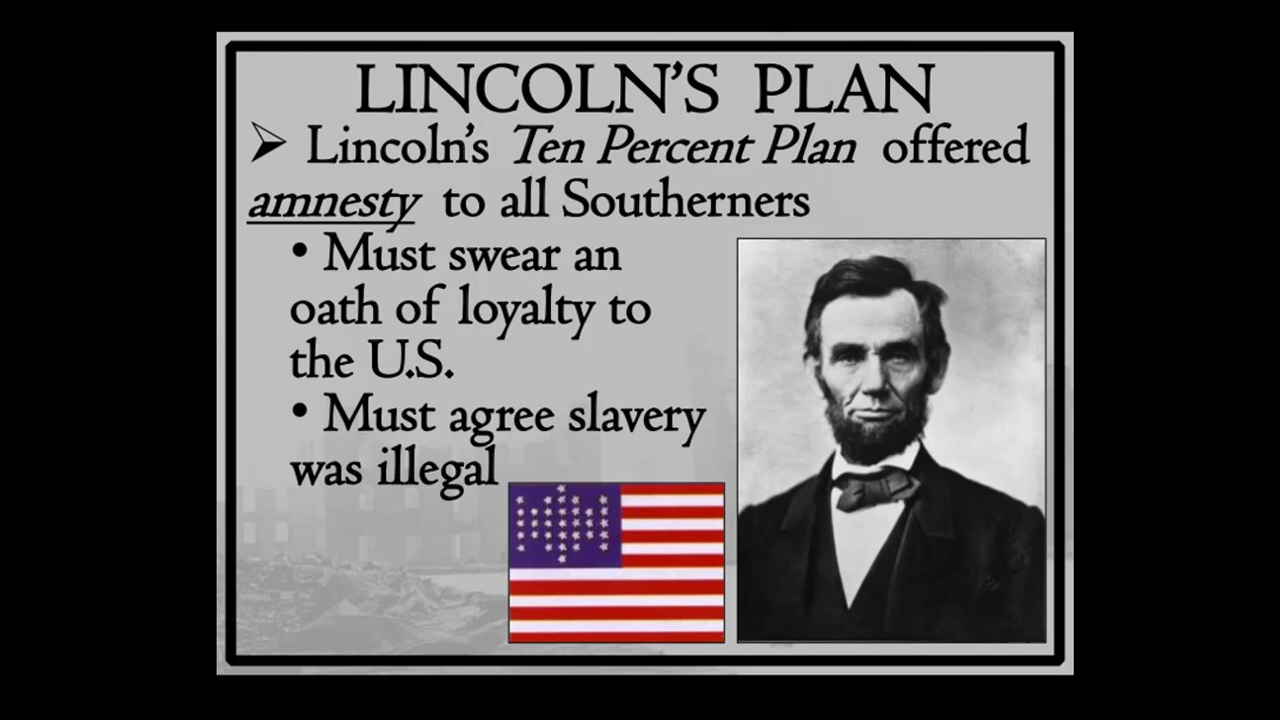 LINCOLN'S PLAN
➢ Lincoln's Ten Percent Plan offered
amnesty to all Southerners
• Must swear an
oath of loyalty to
the U.S.
• Must agree slavery
was illegal